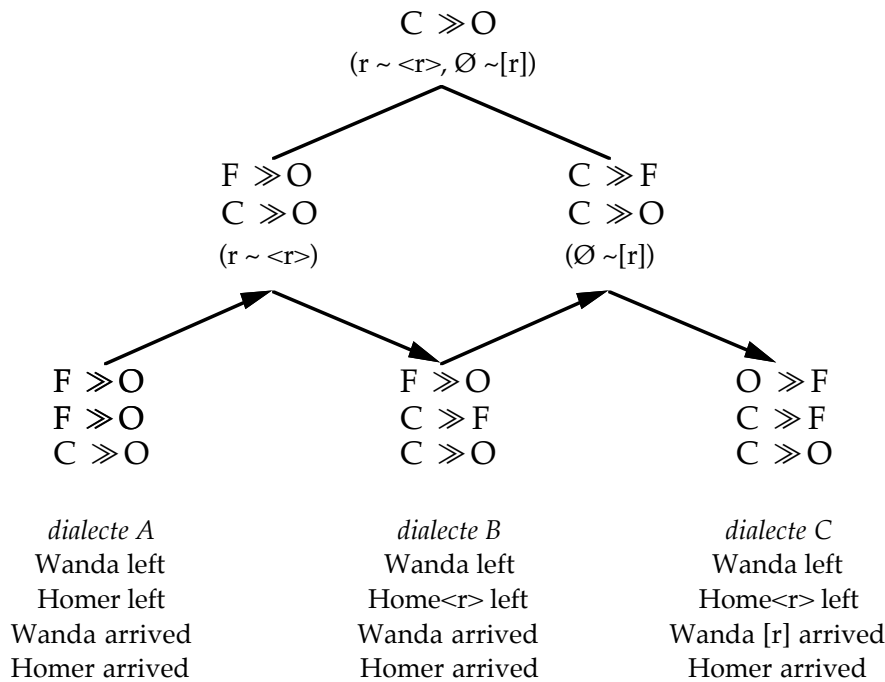 C ≫ O
(r ~ <r>, Ø ~[r])
F ≫ O
C ≫ O
(r ~ <r>)
C ≫ F
C ≫ O
(Ø ~[r])
F ≫ O
F ≫ O
C ≫ O
F ≫ O
C ≫ F
C ≫ O
O ≫ F
C ≫ F
C ≫ O
dialecte A
Wanda left
Homer left
Wanda arrived
Homer arrived
dialecte B
Wanda left
Home<r> left
Wanda arrived
Homer arrived
dialecte C
Wanda left
Home<r> left
Wanda [r] arrived
Homer arrived